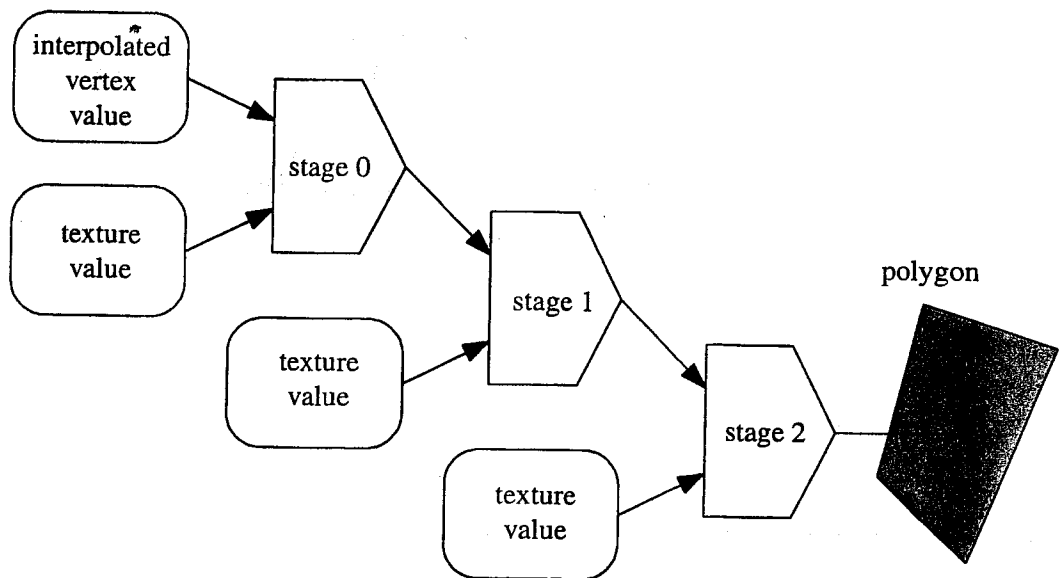 interpolated
vertex
value
stage 0
texture
value
stage 1
texture
value
polygon
stage 2
texture
value